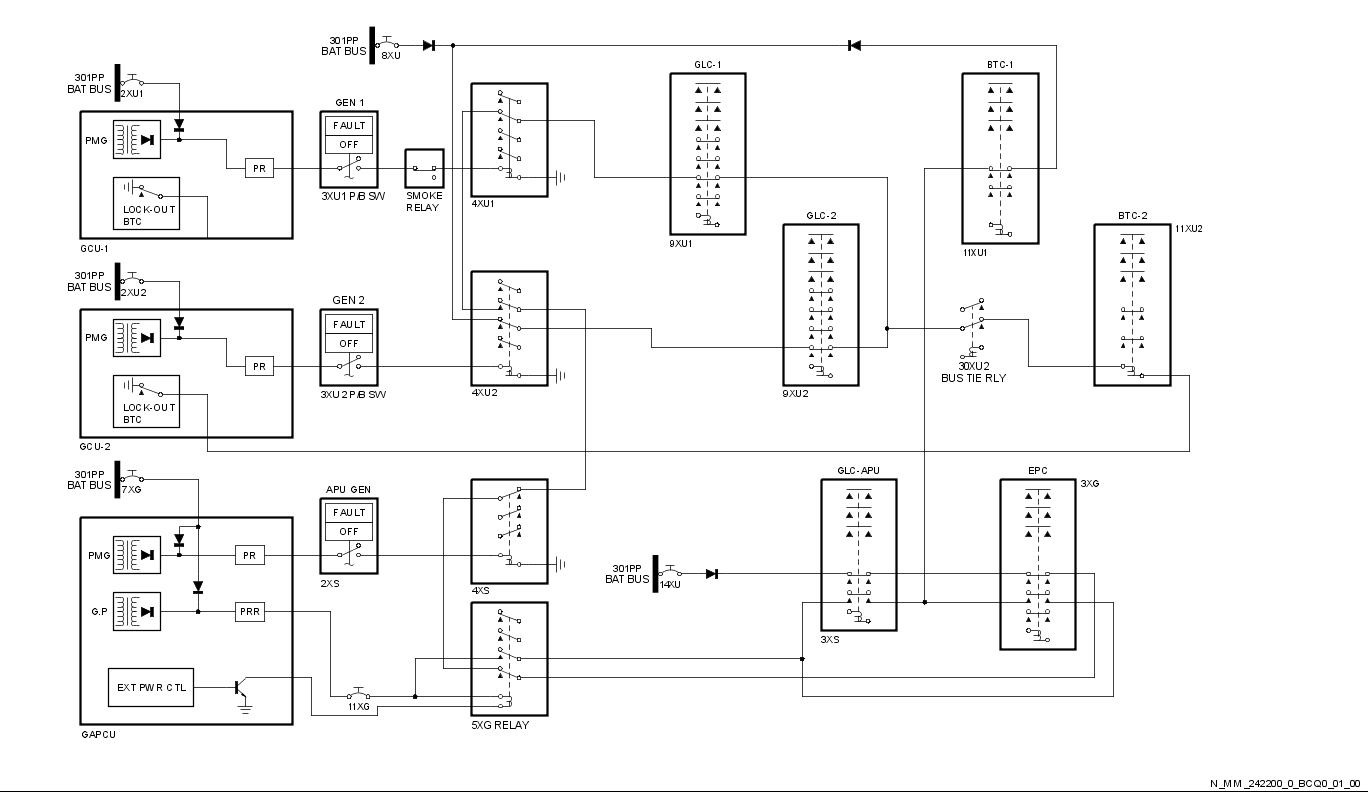 301PP
BAT BUS
8XU
GLC-1
BTC-1
301PP
BAT BUS
2XU1
GEN 1
FAULT
OFF
PMG
PR
3XU1 P/B SW
SMOKE
RELAY
4XU1
LOCK-OUT
BTC
GCU-1
9XU1
GLC-2
11XU1
BTC-2
11XU2
301PP
BAT BUS
2XU2
GEN 2
FAULT
OFF
PMG
PR
3XU2 P/B SW
4XU2
9XU2
30XU2
BUS TIE RLY
LOCK-OUT
BTC
GCU-2
301PP
BAT BUS
7XG
APU GEN
FAULT
OFF
GLC-APU
EPC
3XG
PMG
PR
2XS
4XS
301PP
BAT BUS
14XU
G.P
PRR
3XS
EXT PWR CTL
11XG
5XG RELAY
GAPCU
N_MM_242200_0_BCQ0_01_00